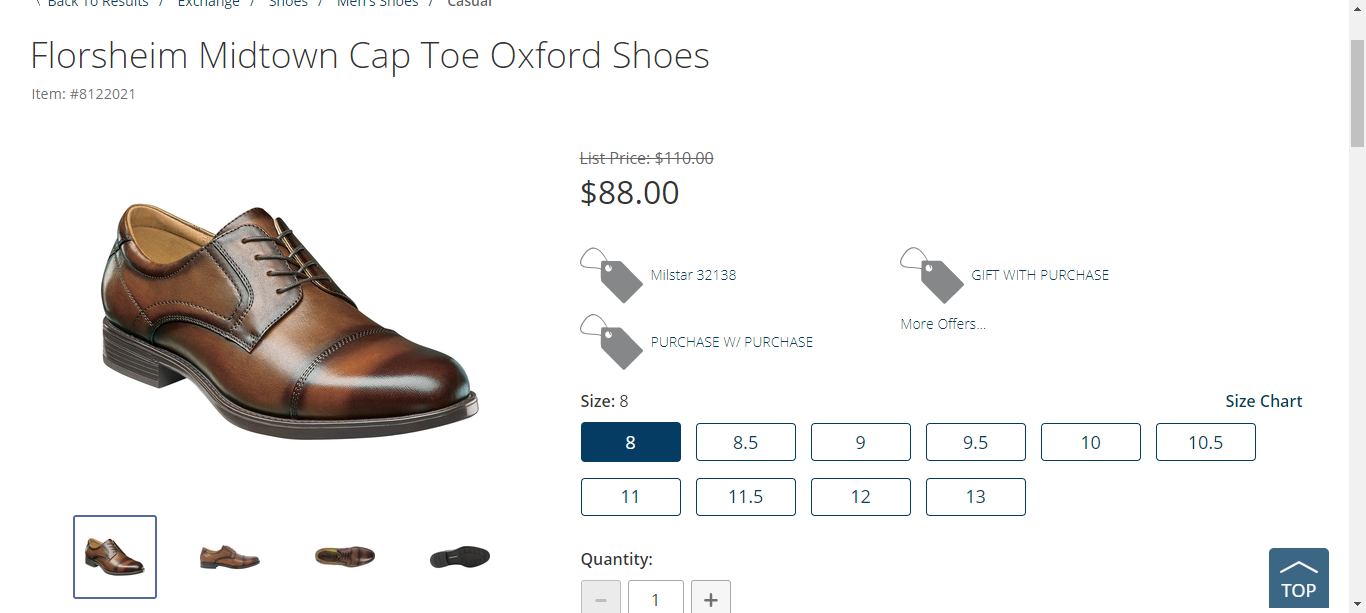 \ Back To Results / Exchange / Shoes / Men's Shoes / Casual
Florsheim Midtown Cap Toe Oxford Shoes
Item: #8122021
List Price: $110.00
$88.00
Milstar 32138
GIFT WITH PURCHASE
PURCHASE W/ PURCHASE
More Offers...
Size: 8
Size Chart
8 8.5 9 9.5 10 10.5
11 11.5 12 13
Quantity:
− 1 +
TOP